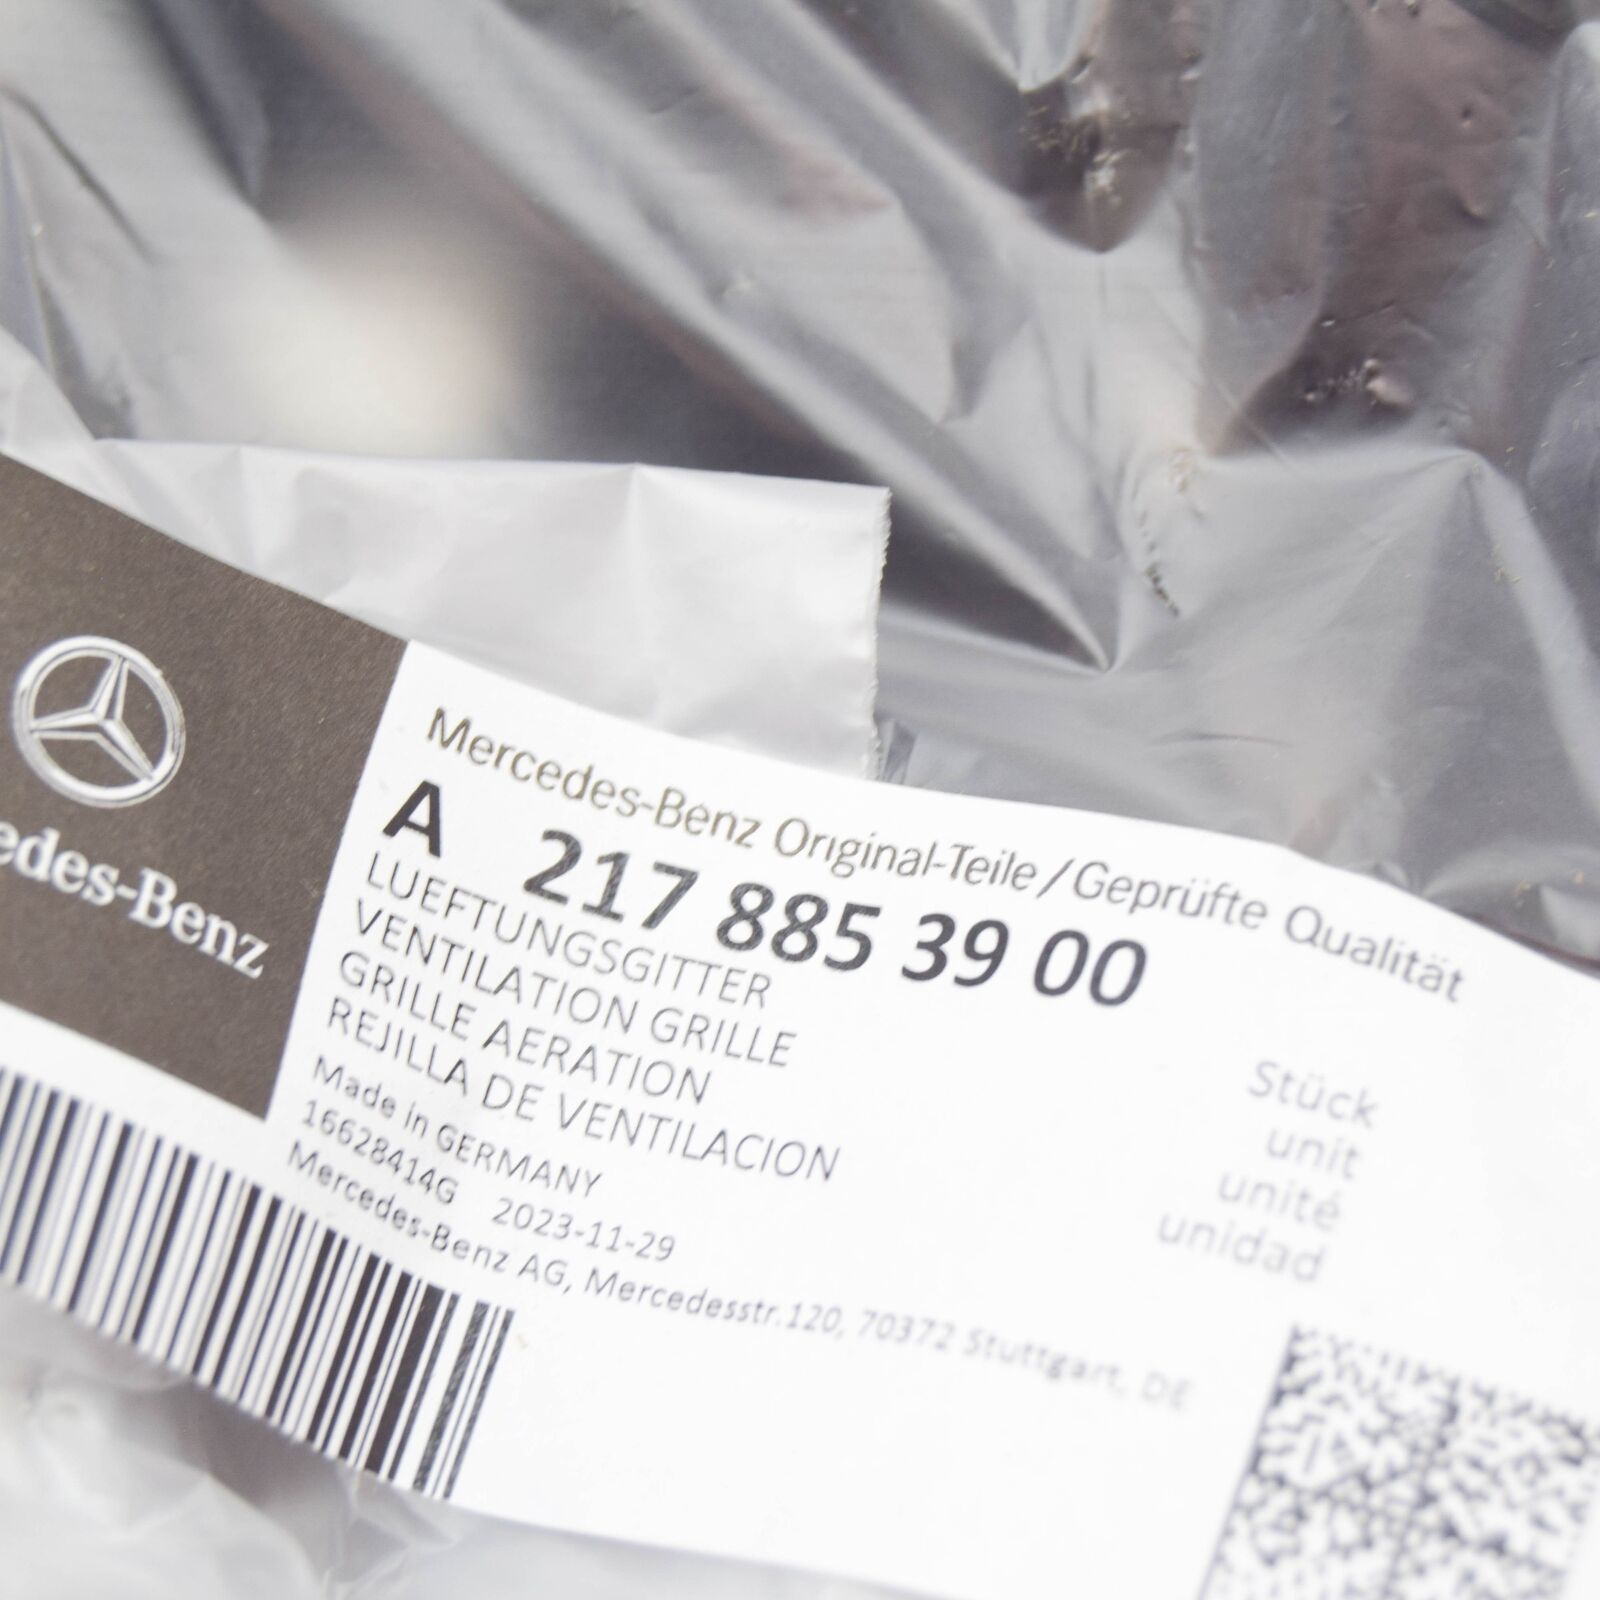 edes-Benz
Mercedes-Benz Original-Teile/Geprüfte Qualität
A 217 885 39 00
LUEFTUNGSGITTER
VENTILATION GRILLE
GRILLE AERATION
REJILLA DE VENTILACION
Made in GERMANY
16628414G 2023-11-29
Mercedes-Benz AG, Mercedesstr.120, 70372 Stuttgart, DE
Stück
unit
unité
unidad